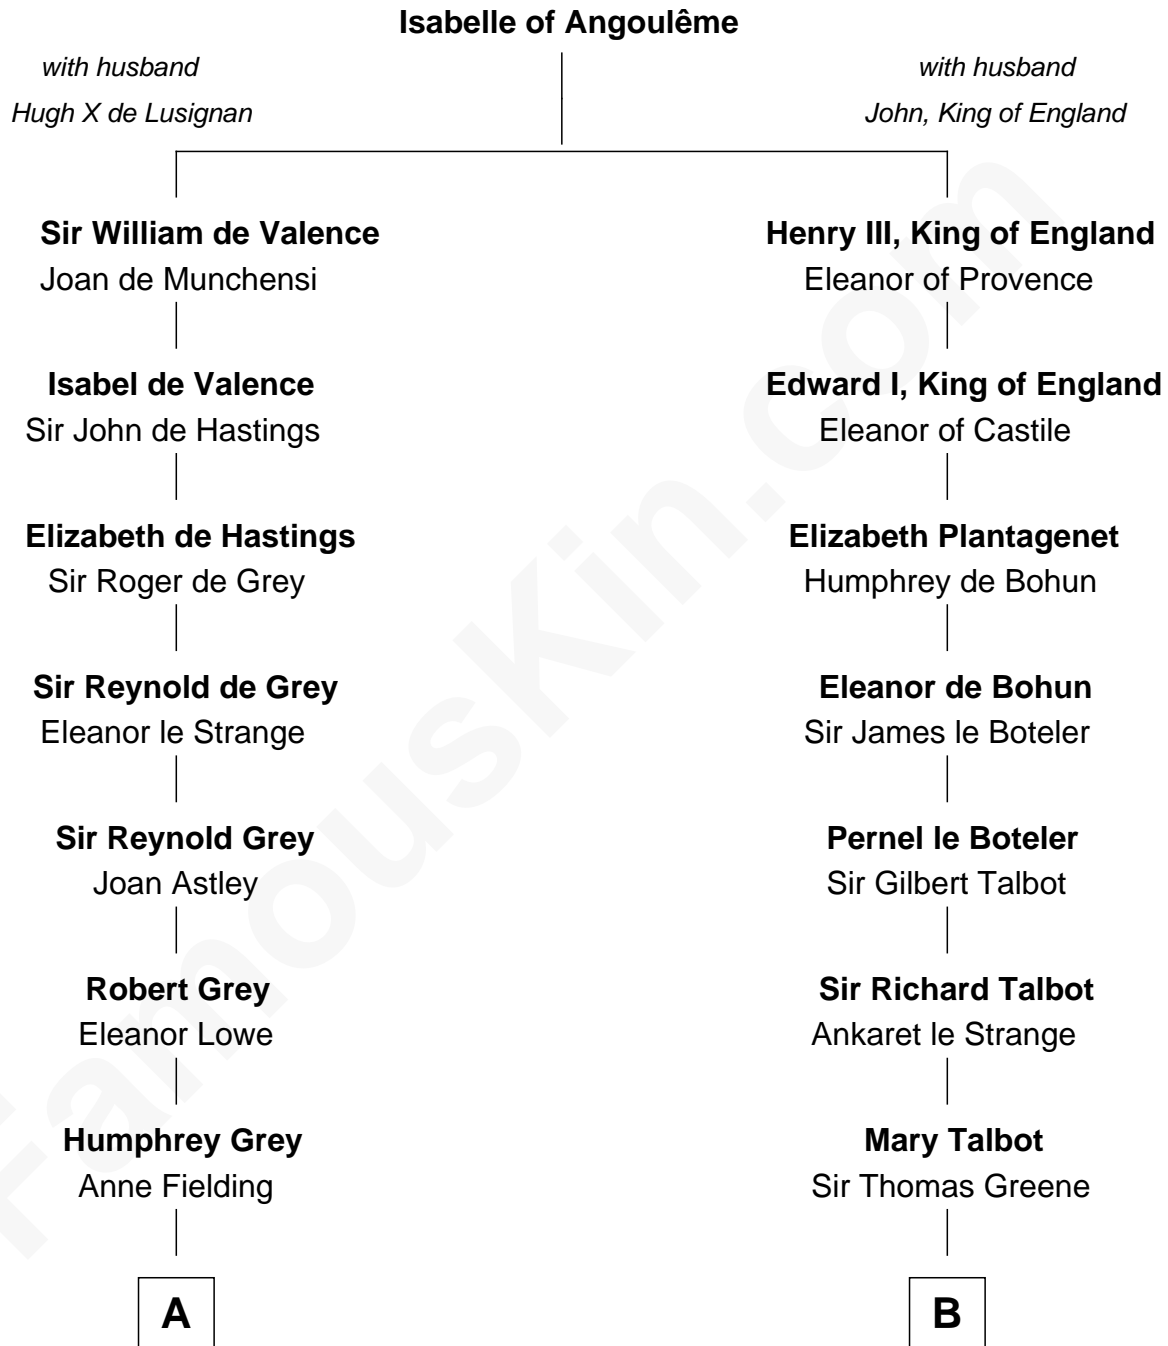 Isabelle of Angoulême
with husband
Hugh X de Lusignan
with husband
John, King of England
Sir William de Valence
Joan de Munchensi
Henry III, King of England
Eleanor of Provence
Isabel de Valence
Sir John de Hastings
Edward I, King of England
Eleanor of Castile
Elizabeth de Hastings
Sir Roger de Grey
Elizabeth Plantagenet
Humphrey de Bohun
Sir Reynold de Grey
Eleanor le Strange
Eleanor de Bohun
Sir James le Boteler
Sir Reynold Grey
Joan Astley
Pernel le Boteler
Sir Gilbert Talbot
Robert Grey
Eleanor Lowe
Sir Richard Talbot
Ankaret le Strange
Humphrey Grey
Anne Fielding
Mary Talbot
Sir Thomas Greene
A
B
FamousKin.com